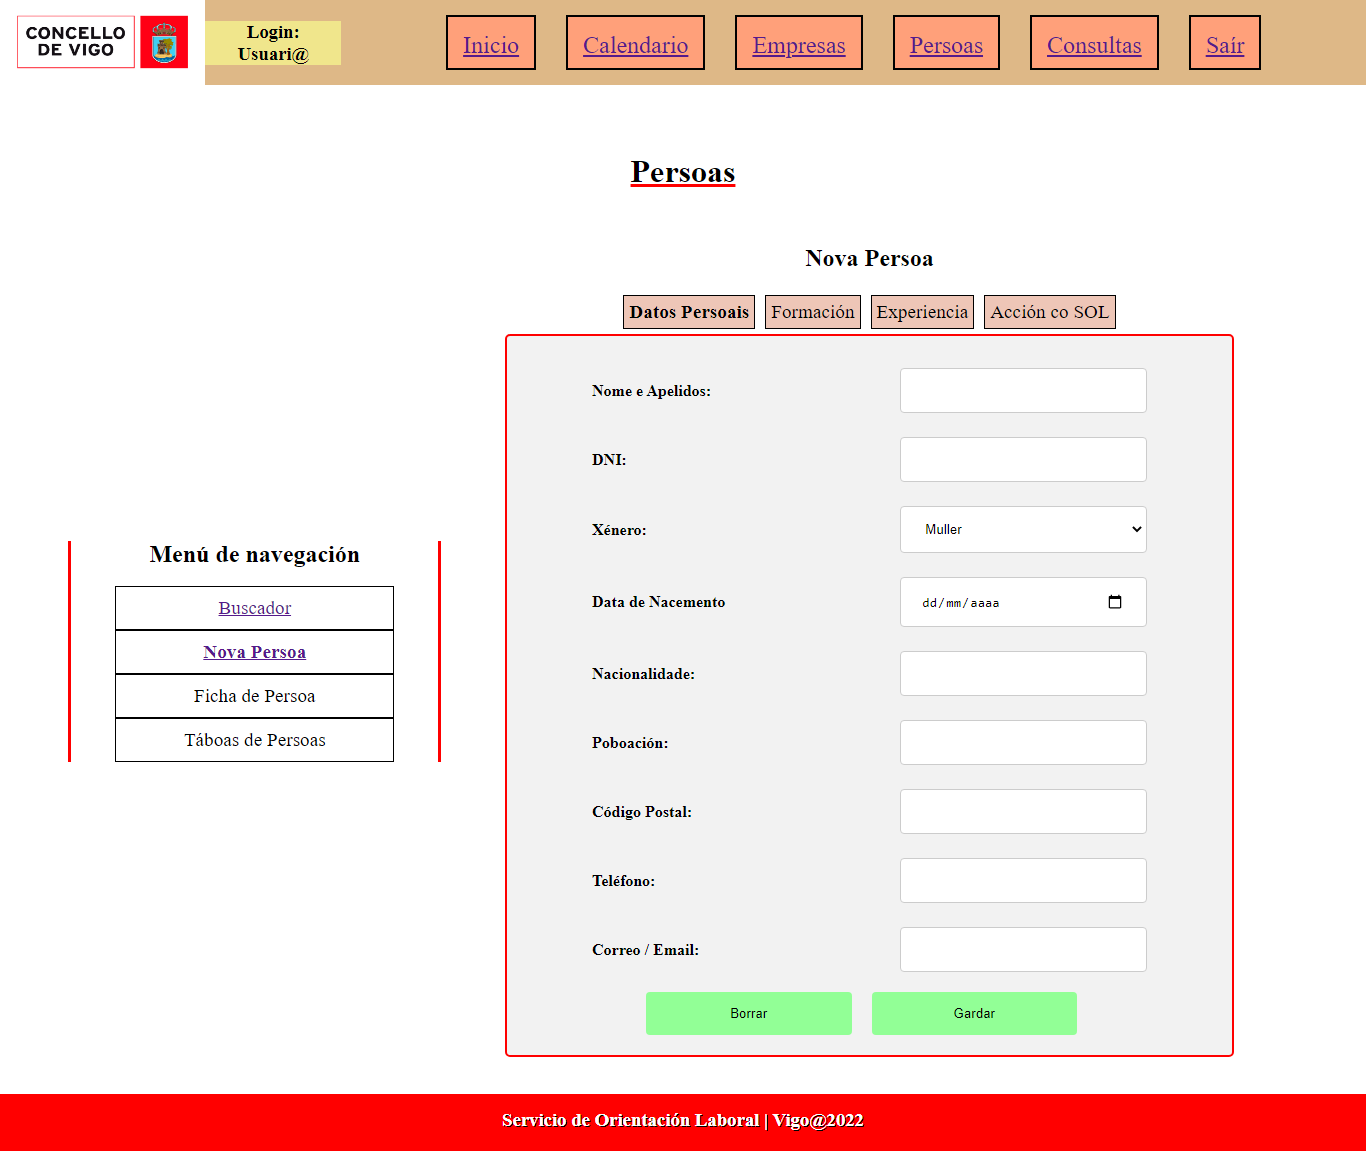 CONCELLO
DE VIGO
Login:
Usuari@
Inicio
Calendario
Empresas
Persoas
Consultas
Saír
Persoas
Menú de navegación
Buscador
Nova Persoa
Ficha de Persoa
Táboas de Persoas
Nova Persoa
Datos Persoais
Formación
Experiencia
Acción co SOL
Nome e Apelidos:
DNI:
Xénero:
Muller
Data de Nacemento
dd/mm/aaaa
Nacionalidade:
Poboación:
Código Postal:
Teléfono:
Correo / Email:
Borrar
Gardar
Servicio de Orientación Laboral | Vigo@2022